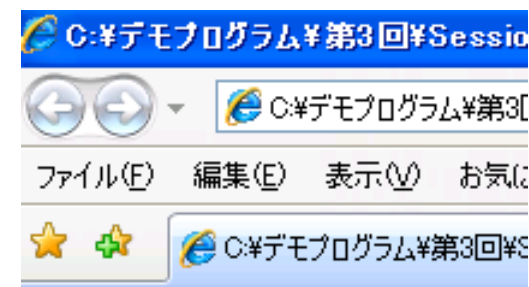 C:¥デモプログラム¥第3回¥Sessio
C:¥デモプログラム¥第3
ファイル(F) 編集(E) 表示(V) お気に
C:¥デモプログラム¥第3回¥S